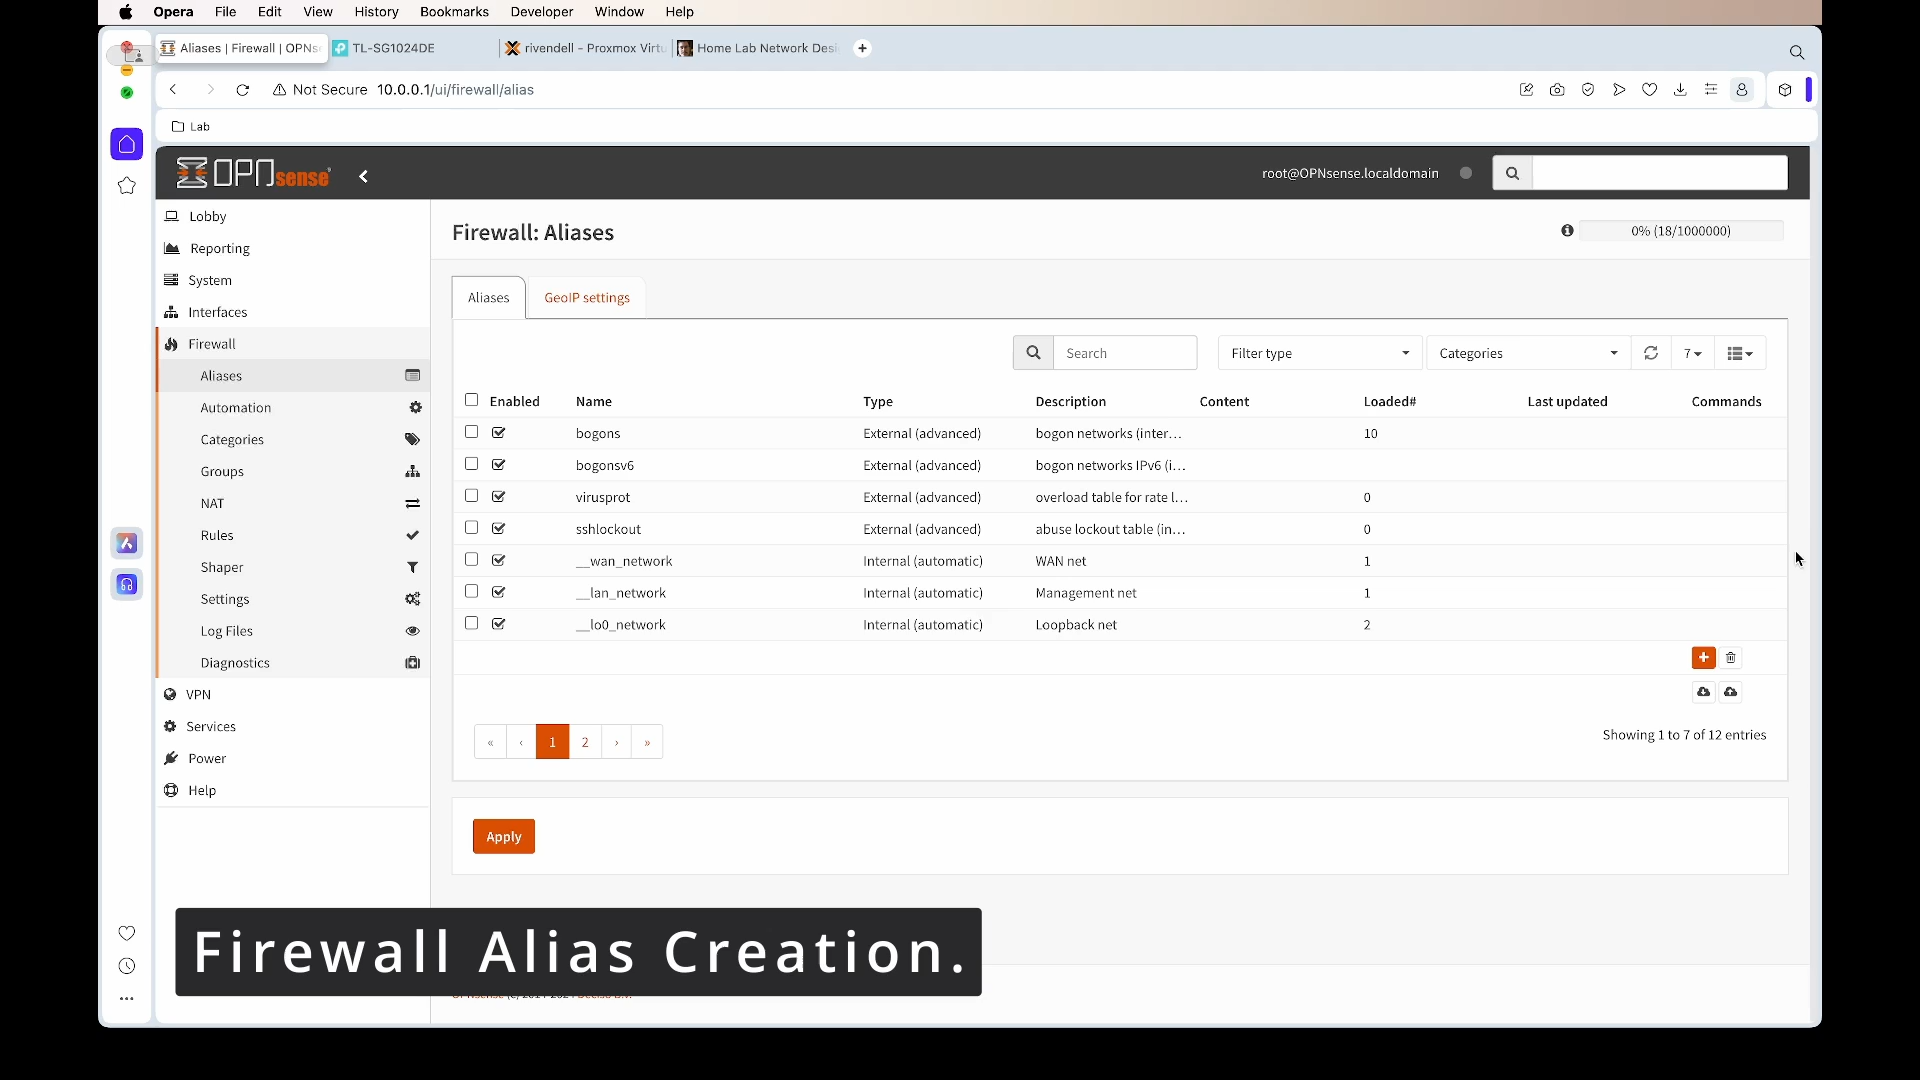 Opera File Edit View History Bookmarks Developer Window Help
Aliases | Firewall | OPNs
TL-SG1024DE
rivendell - Proxmox Virtu
Home Lab Network Desi
Not Secure 10.0.0.1/ui/firewall/alias
Lab
OPNsense
root@OPNsense.localdomain
Lobby
Reporting
System
Interfaces
Firewall
Aliases
Automation
Categories
Groups
NAT
Rules
Shaper
Settings
Log Files
Diagnostics
VPN
Services
Power
Help
Firewall: Aliases
0% (18/1000000)
Aliases GeoIP settings
Search Filter type Categories 7
Enabled Name Type Description Content Loaded# Last updated Commands
bogons External (advanced) bogon networks (inter... 10
bogonsv6 External (advanced) bogon networks IPv6 (i...
virusprot External (advanced) overload table for rate l... 0
sshlockout External (advanced) abuse lockout table (in... 0
__wan_network Internal (automatic) WAN net 1
__lan_network Internal (automatic) Management net 1
__lo0_network Internal (automatic) Loopback net 2
« ‹ 1 2 › »
Showing 1 to 7 of 12 entries
Apply
Firewall Alias Creation.